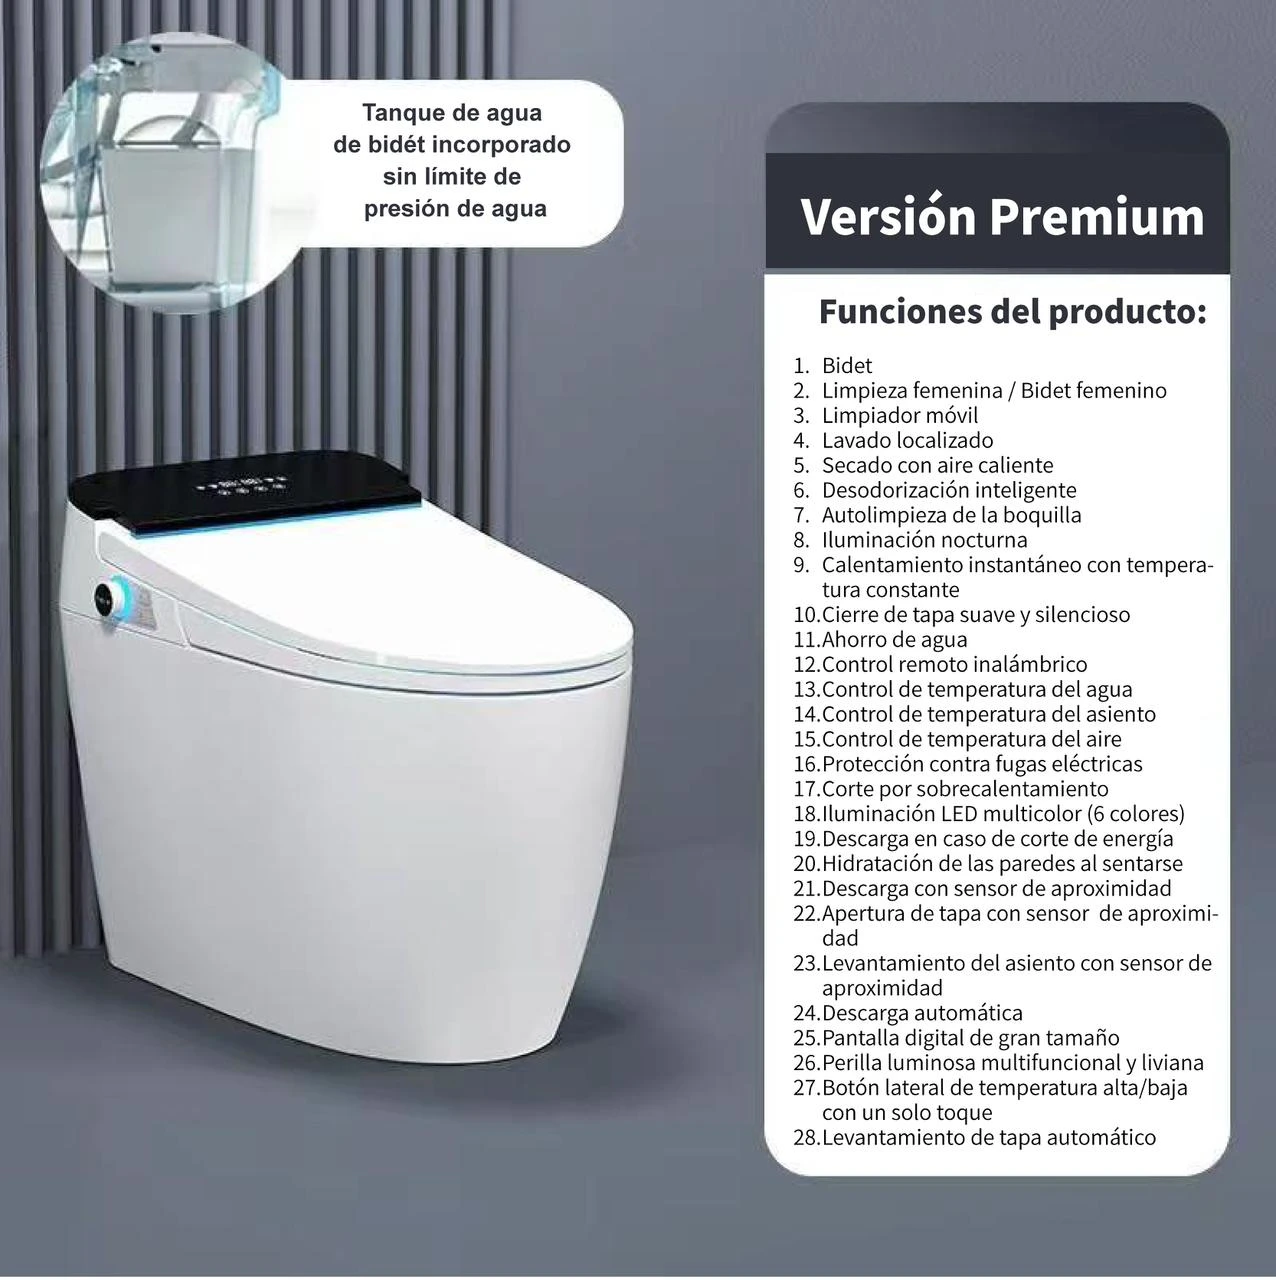 Tanque de agua
de bidét incorporado
sin límite de
presión de agua
Versión Premium
Funciones del producto:
1. Bidet
2. Limpieza femenina / Bidet femenino
3. Limpiador móvil
4. Lavado localizado
5. Secado con aire caliente
6. Desodorización inteligente
7. Autolimpieza de la boquilla
8. Iluminación nocturna
9. Calentamiento instantáneo con tempera-
tura constante
10.Cierre de tapa suave y silencioso
11.Ahorro de agua
12.Control remoto inalámbrico
13.Control de temperatura del agua
14.Control de temperatura del asiento
15.Control de temperatura del aire
16.Protección contra fugas eléctricas
17.Corte por sobrecalentamiento
18.Iluminación LED multicolor (6 colores)
19.Descarga en caso de corte de energía
20.Hidratación de las paredes al sentarse
21.Descarga con sensor de aproximidad
22.Apertura de tapa con sensor de aproximi-
dad
23.Levantamiento del asiento con sensor de
aproximidad
24.Descarga automática
25.Pantalla digital de gran tamaño
26.Perilla luminosa multifuncional y liviana
27.Botón lateral de temperatura alta/baja
con un solo toque
28.Levantamiento de tapa automático